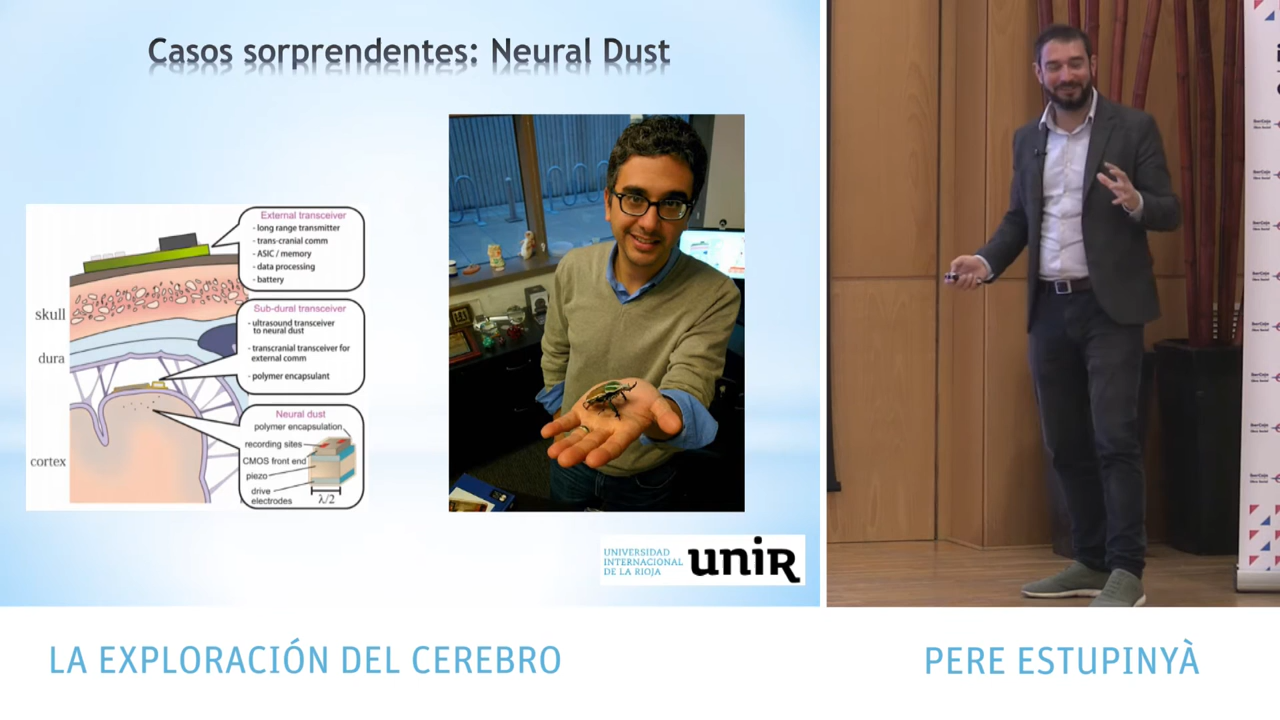 Casos sorprendentes: Neural Dust
External transceiver
- long range transmitter
- trans-cranial comm
- ASIC / memory
- data processing
- battery
skull
Sub-dural transceiver
- ultrasound transceiver
to neural dust
- transcranial transceiver for
external comm
- polymer encapsulant
dura
Neural dust
polymer encapsulation
recording sites
CMOS front end
piezo
drive
electrodes
λ/2
cortex
UNIVERSIDAD
INTERNACIONAL
DE LA RIOJA
unir
LA EXPLORACIÓN DEL CEREBRO
PERE ESTUPINYÀ